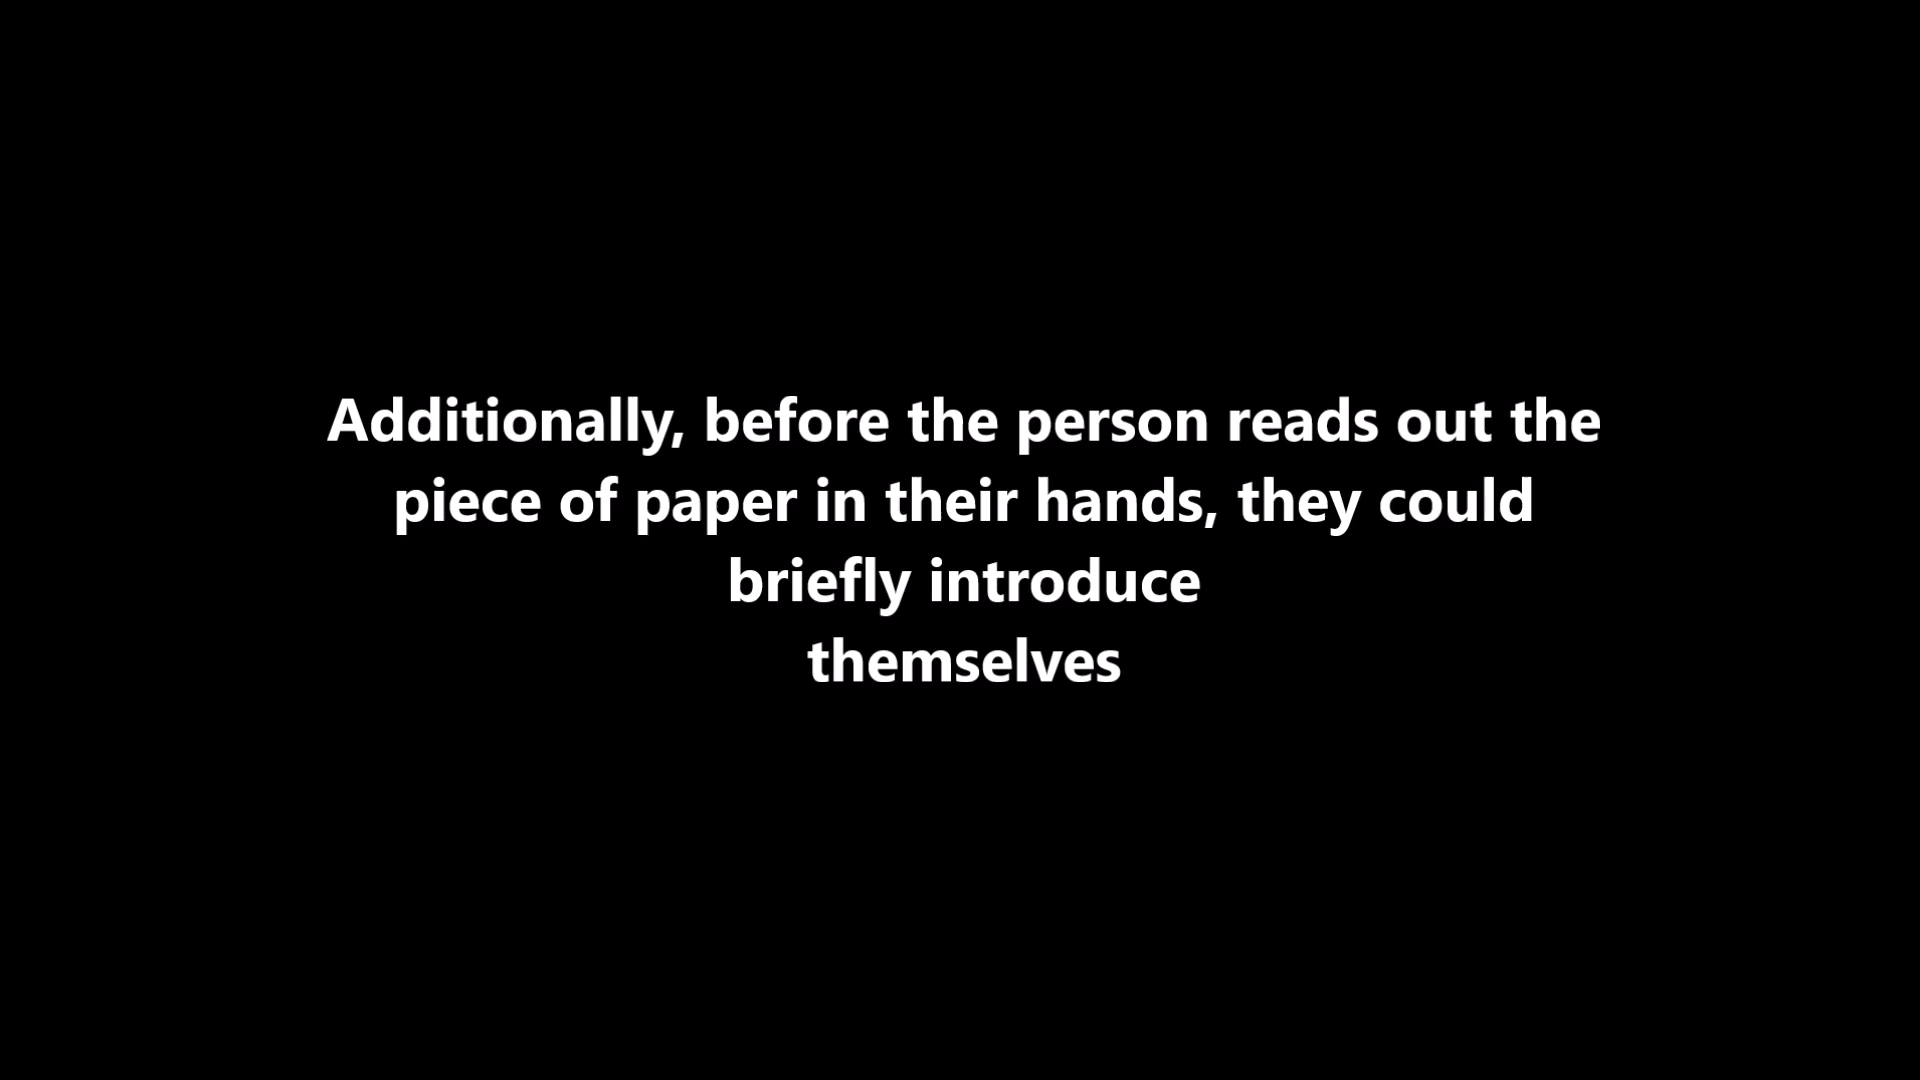 Additionally, before the person reads out the
piece of paper in their hands, they could
briefly introduce
themselves